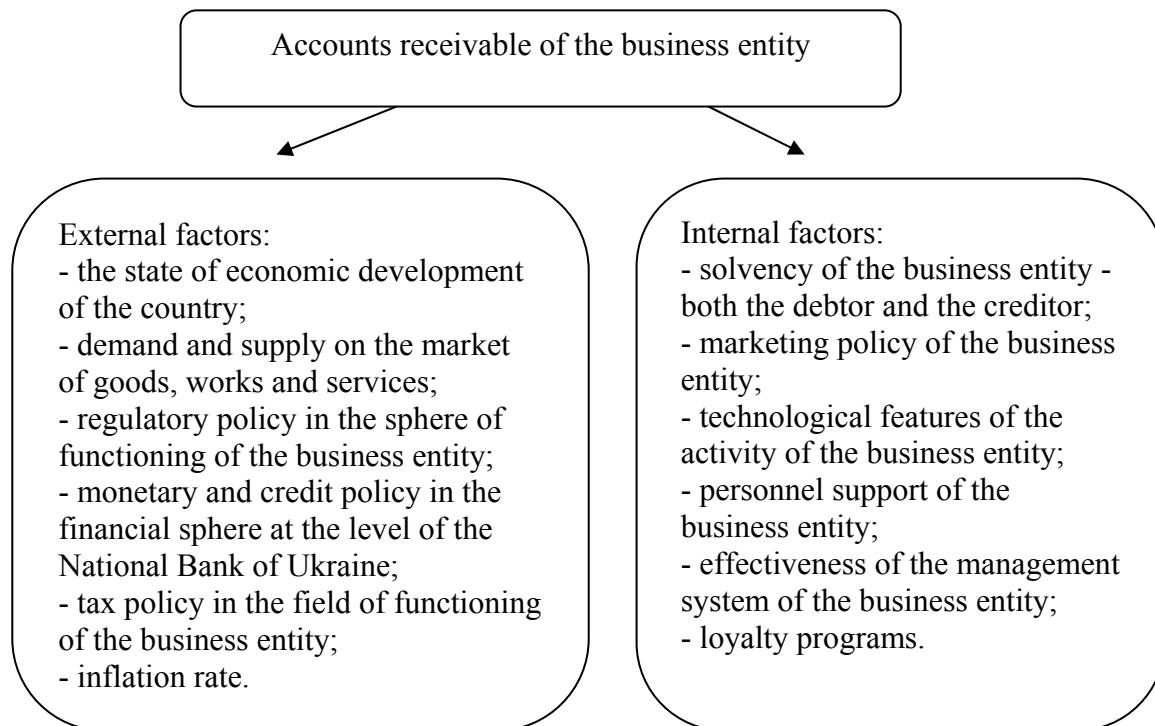 Accounts receivable of the business entity
External factors:
- the state of economic development
of the country;
- demand and supply on the market
of goods, works and services;
- regulatory policy in the sphere of
functioning of the business entity;
- monetary and credit policy in the
financial sphere at the level of the
National Bank of Ukraine;
- tax policy in the field of functioning
of the business entity;
- inflation rate.
Internal factors:
- solvency of the business entity -
both the debtor and the creditor;
- marketing policy of the business
entity;
- technological features of the
activity of the business entity;
- personnel support of the
business entity;
- effectiveness of the management
system of the business entity;
- loyalty programs.